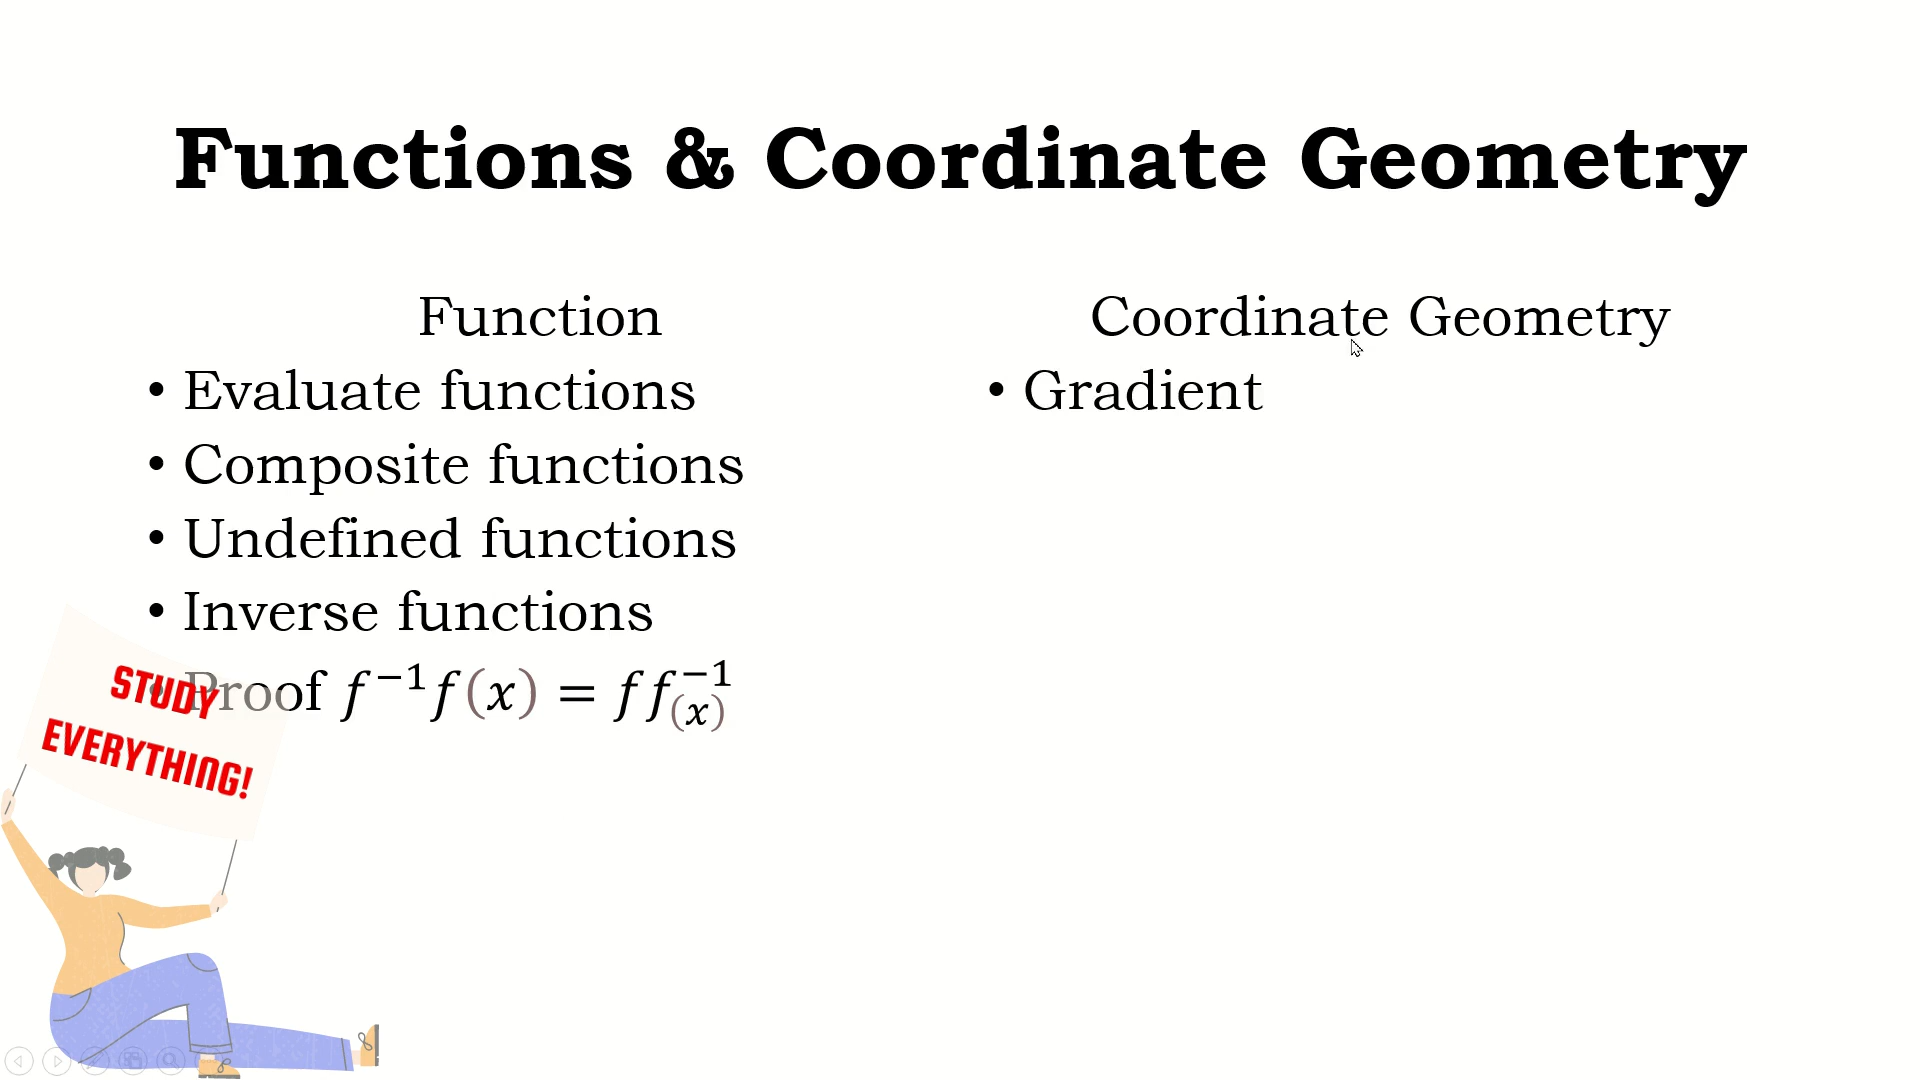 Functions & Coordinate Geometry
Function
• Evaluate functions
• Composite functions
• Undefined functions
• Inverse functions
• Proof f⁻¹f(x) = ff⁻¹₍ₓ₎
Coordinate Geometry
• Gradient
STUDY
EVERYTHING!